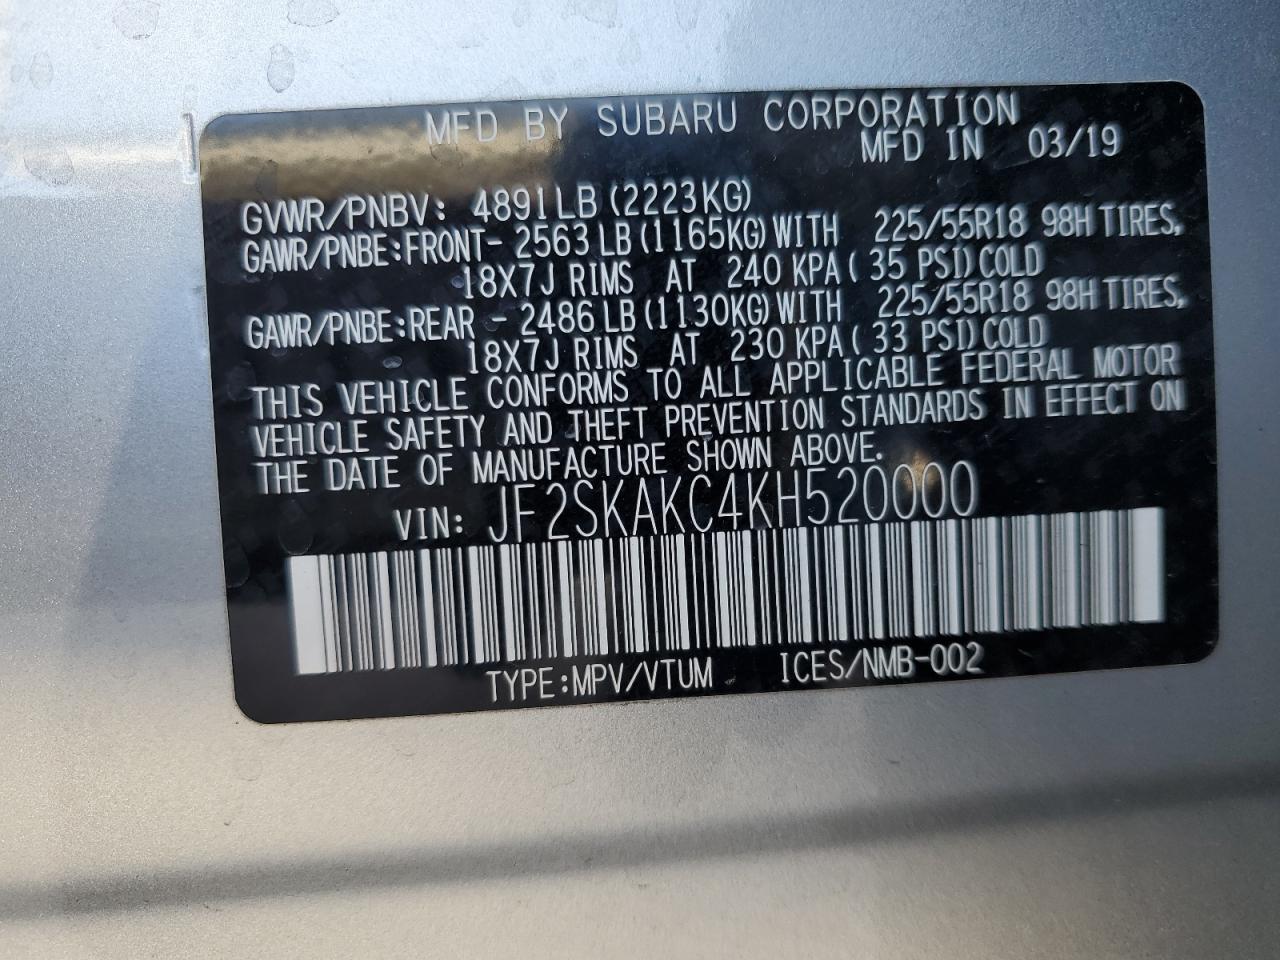 MFD BY SUBARU CORPORATION
MFD IN 03/19
GVWR/PNBV: 4891LB (2223KG)
GAWR/PNBE:FRONT- 2563 LB (1165KG) WITH 225/55R18 98H TIRES,
18X7J RIMS AT 240 KPA ( 35 PSI) COLD
GAWR/PNBE:REAR - 2486 LB (1130KG) WITH 225/55R18 98H TIRES,
18X7J RIMS AT 230 KPA ( 33 PSI) COLD
THIS VEHICLE CONFORMS TO ALL APPLICABLE FEDERAL MOTOR
VEHICLE SAFETY AND THEFT PREVENTION STANDARDS IN EFFECT ON
THE DATE OF MANUFACTURE SHOWN ABOVE.
VIN: JF2SKAKC4KH520000
TYPE:MPV/VTUM ICES/NMB-002